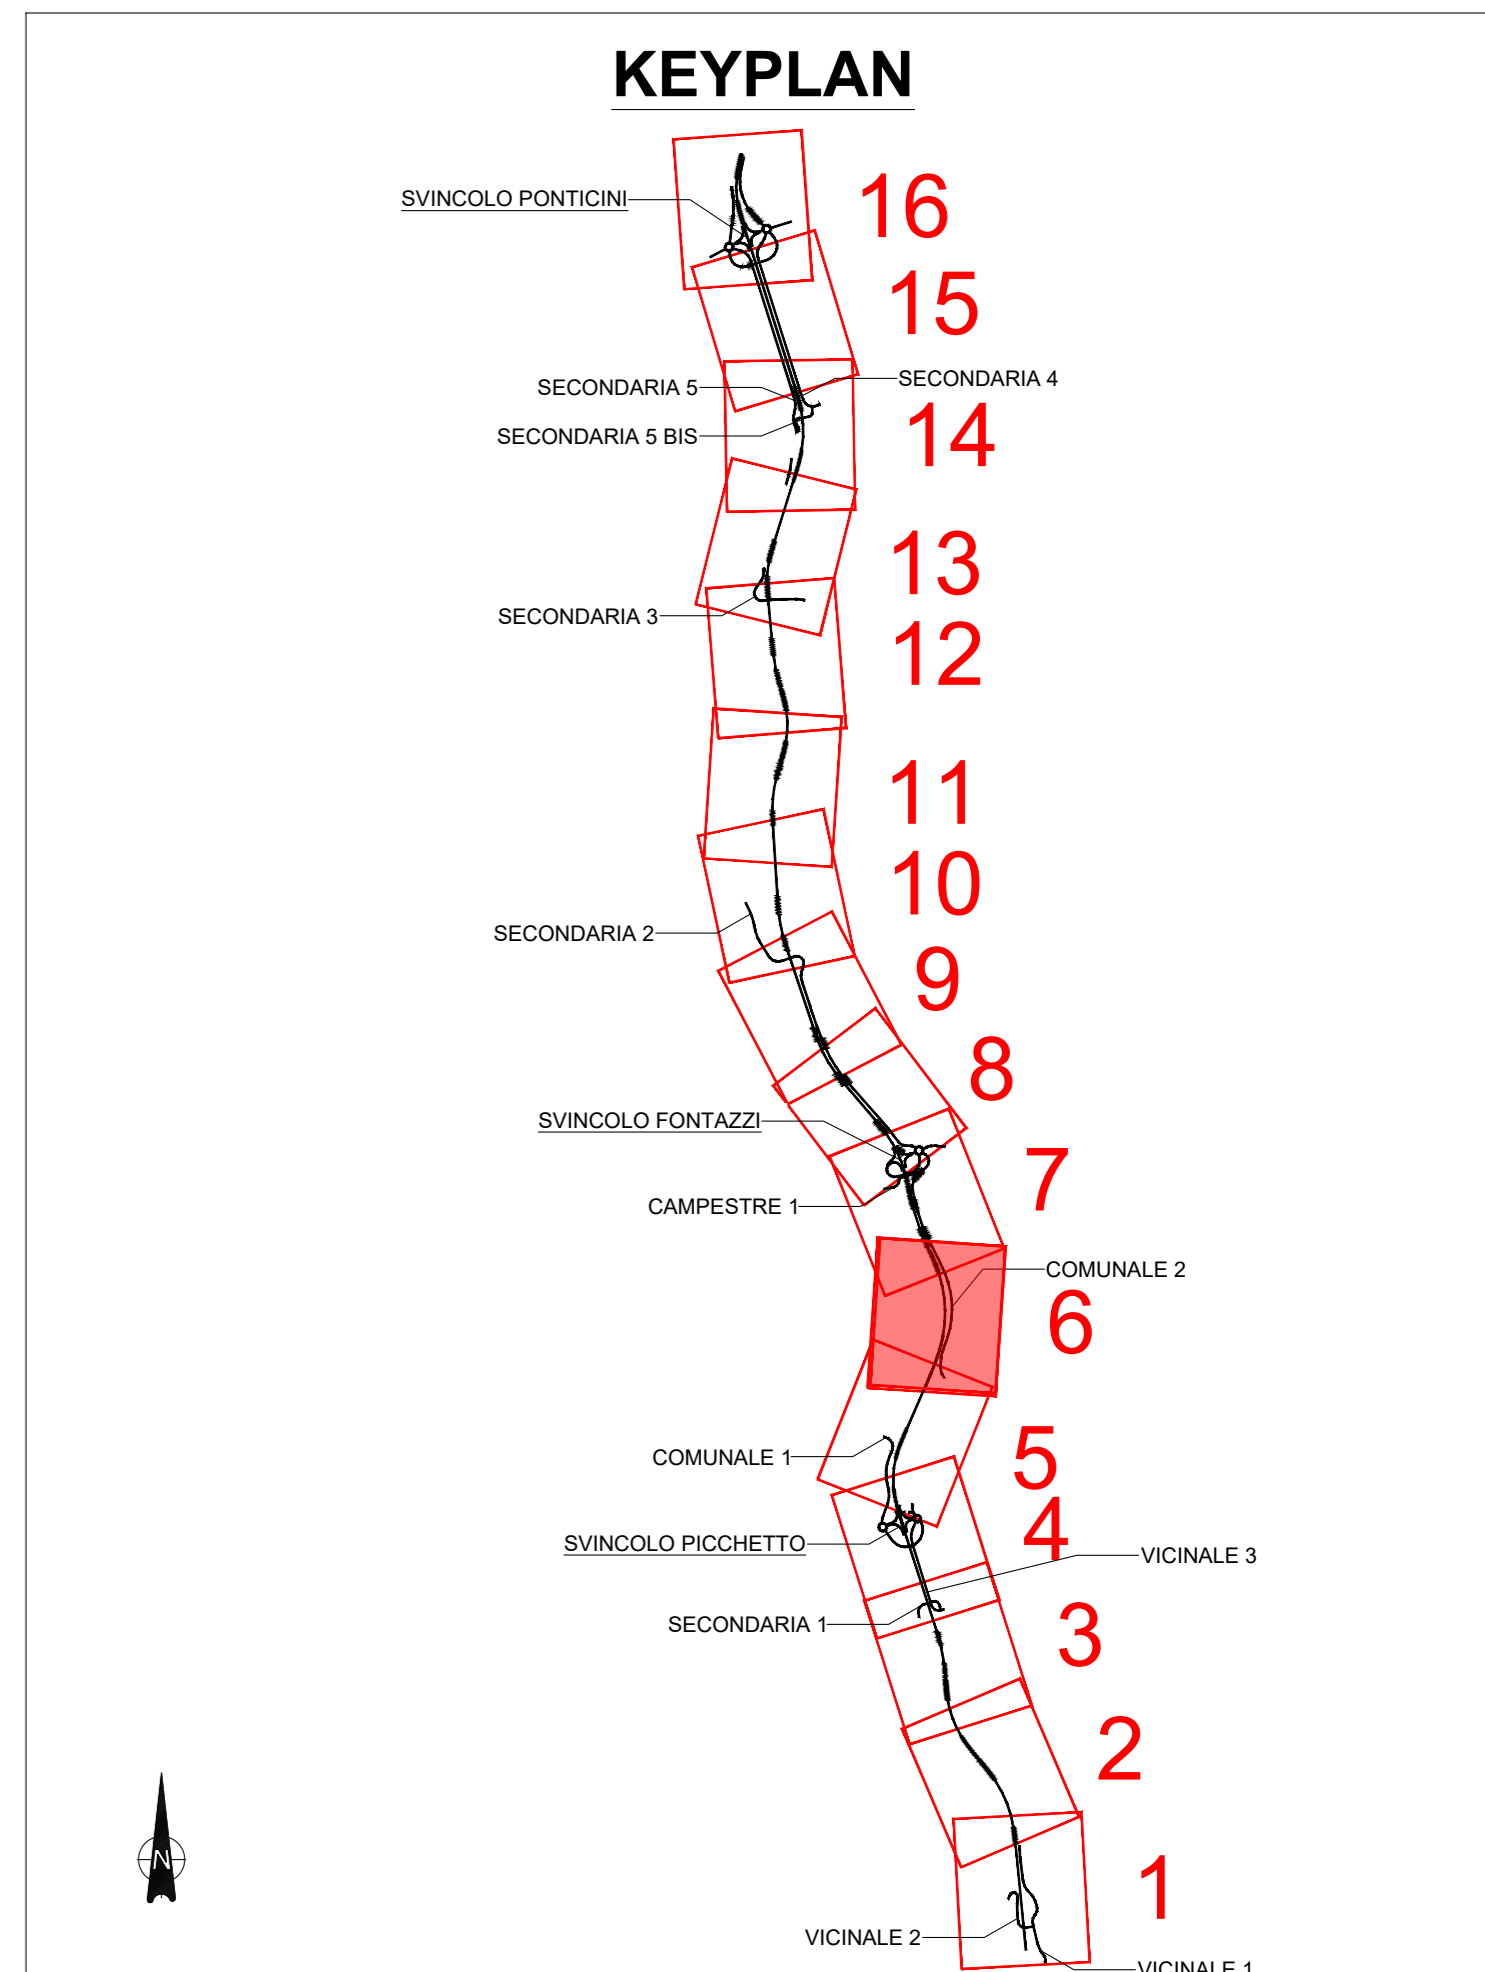 KEYPLAN
16
SVINCOLO PONTICINI
15
SECONDARIA 4
SECONDARIA 5
14
SECONDARIA 5 BIS
13
SECONDARIA 3
12
11
10
SECONDARIA 2
9
8
SVINCOLO FONTAZZI
7
CAMPESTRE 1
COMUNALE 2
6
COMUNALE 1
5
4
SVINCOLO PICCHETTO
VICINALE 3
SECONDARIA 1
3
2
N
1
VICINALE 2
VICINALE 1